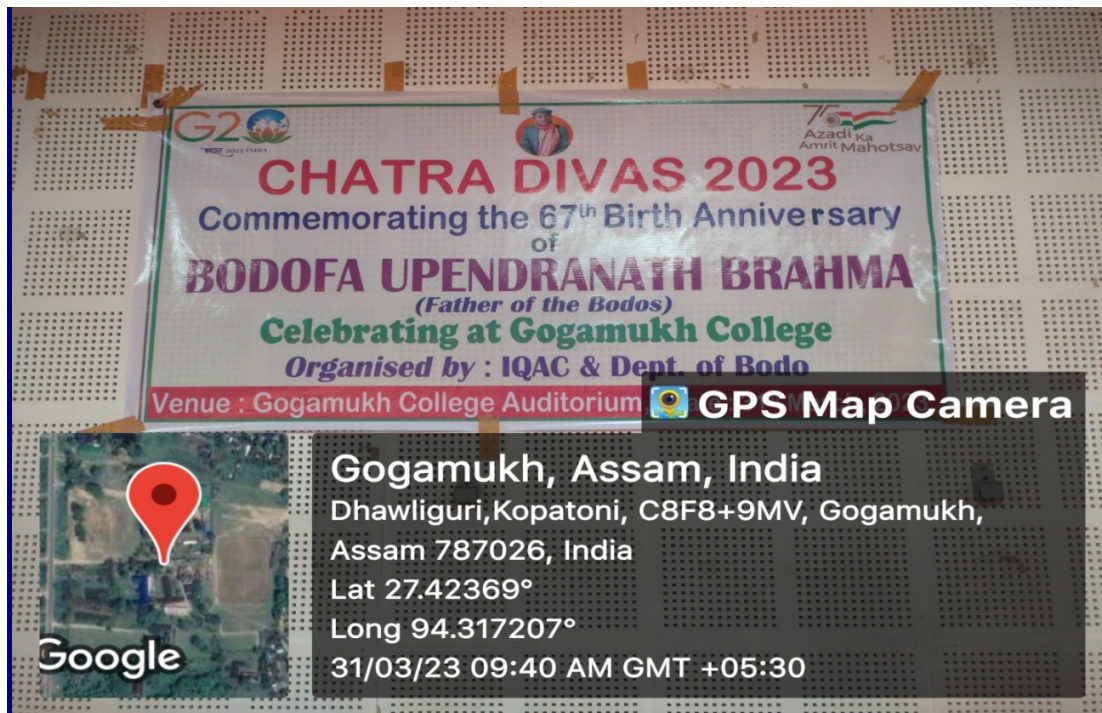 G20
2023 INDIA
75
Azadi Ka
Amrit Mahotsav
CHATRA DIVAS 2023
Commemorating the 67th Birth Anniversary
of
BODOFA UPENDRANATH BRAHMA
(Father of the Bodos)
Celebrating at Gogamukh College
Organised by : IQAC & Dept. of Bodo
Venue : Gogamukh College Auditorium,
GPS Map Camera
Gogamukh, Assam, India
Dhawliguri,Kopatoni, C8F8+9MV, Gogamukh,
Assam 787026, India
Lat 27.42369°
Long 94.317207°
31/03/23 09:40 AM GMT +05:30
Google